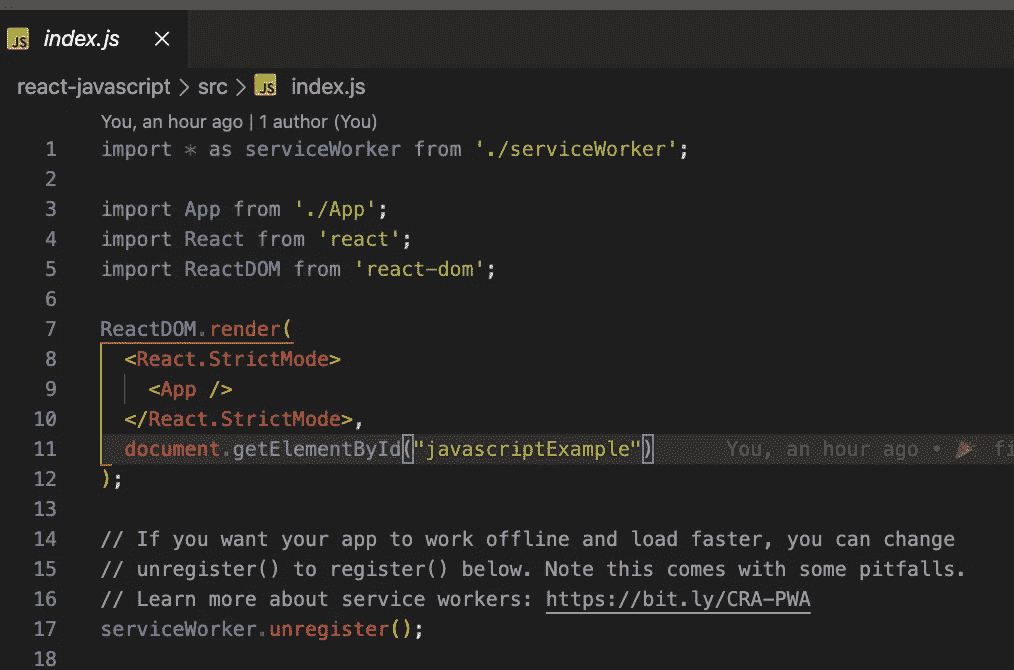 JS index.js ×
react-javascript > src > JS index.js
You, an hour ago | 1 author (You)
1 import * as serviceWorker from './serviceWorker';
2
3 import App from './App';
4 import React from 'react';
5 import ReactDOM from 'react-dom';
6
7 ReactDOM.render(
8 <React.StrictMode>
9 <App />
10 </React.StrictMode>,
11 document.getElementById("javascriptExample") You, an hour ago • 🎉 fi
12 );
13
14 // If you want your app to work offline and load faster, you can change
15 // unregister() to register() below. Note this comes with some pitfalls.
16 // Learn more about service workers: https://bit.ly/CRA-PWA
17 serviceWorker.unregister();
18